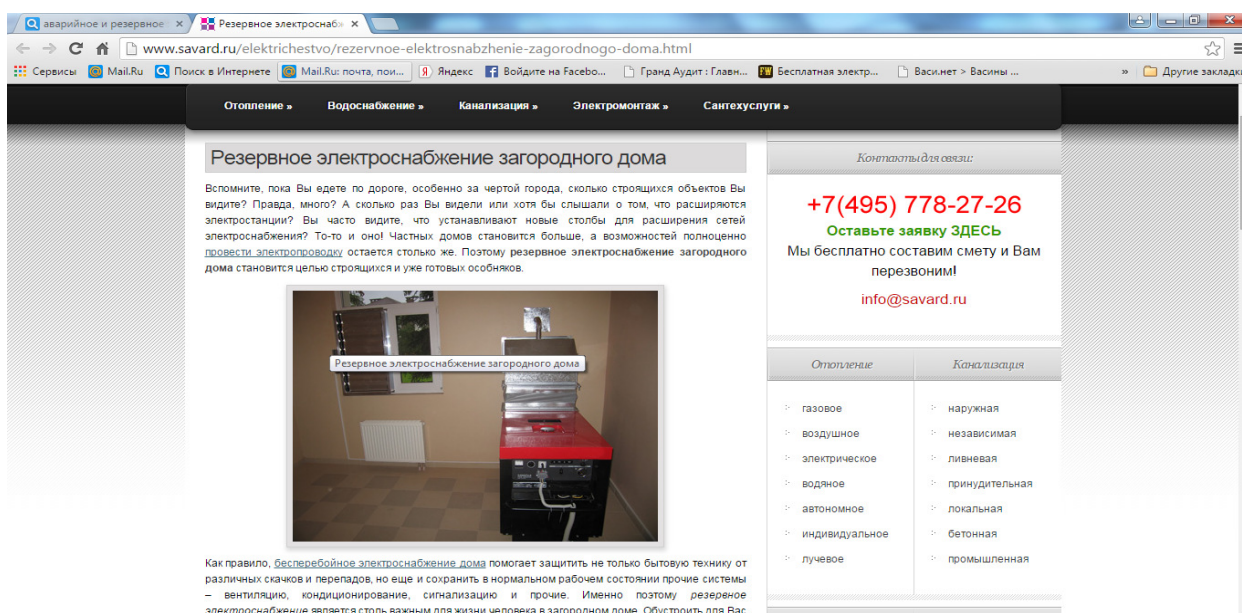 аварийное и резервное
Резервное электроснабж
www.savard.ru/elektrichestvo/rezervnoe-elektrosnabzhenie-zagorodnogo-doma.html
Сервисы Mail.Ru Поиск в Интернете Mail.Ru: почта, пои... Яндекс Войдите на Facebo... Гранд Аудит : Главн... Бесплатная электр... Васи.нет > Васины ... » Другие закладки
Отопление » Водоснабжение » Канализация » Электромонтаж » Сантехуслуги »
Резервное электроснабжение загородного дома
Вспомните, пока Вы едете по дороге, особенно за чертой города, сколько строящихся объектов Вы
видите? Правда, много? А сколько раз Вы видели или хотя бы слышали о том, что расширяются
электростанции? Вы часто видите, что устанавливают новые столбы для расширения сетей
электроснабжения? То-то и оно! Частных домов становится больше, а возможностей полноценно
провести электропроводку остается столько же. Поэтому резервное электроснабжение загородного
дома становится целью строящихся и уже готовых особняков.
Резервное электроснабжение загородного дома
Как правило, бесперебойное электроснабжение дома помогает защитить не только бытовую технику от
различных скачков и перепадов, но еще и сохранить в нормальном рабочем состоянии прочие системы
– вентиляцию, кондиционирование, сигнализацию и прочие. Именно поэтому резервное
электроснабжение является столь важным для жизни человека в загородном доме. Обустроить для Вас
Контакты для связи:
+7(495) 778-27-26
Оставьте заявку ЗДЕСЬ
Мы бесплатно составим смету и Вам
перезвоним!
info@savard.ru
Отопление
газовое
воздушное
электрическое
водяное
автономное
индивидуальное
лучевое
Канализация
наружная
независимая
ливневая
принудительная
локальная
бетонная
промышленная